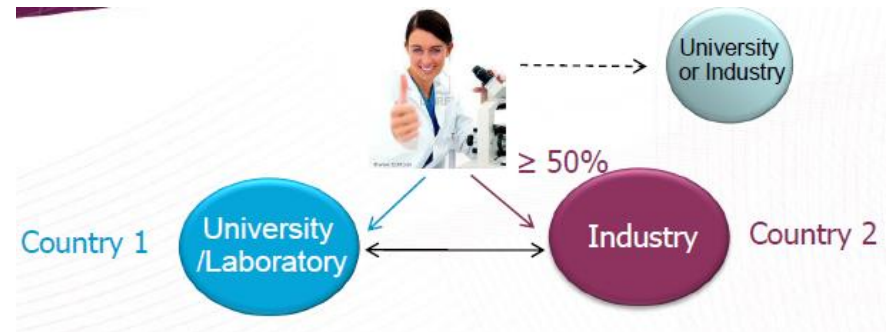 University
or Industry
≥ 50%
Country 1
University
/Laboratory
Industry
Country 2